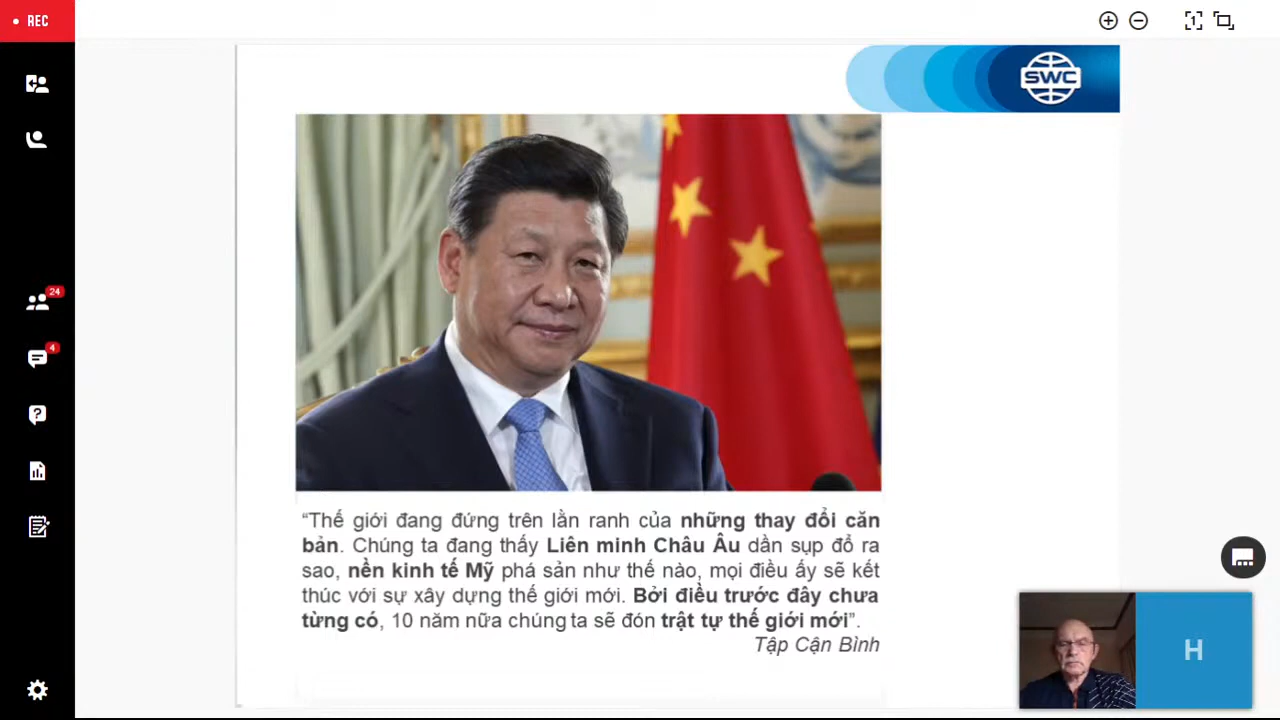 REC
1
SWC
24
4
?
“Thế giới đang đứng trên lằn ranh của những thay đổi căn
bản. Chúng ta đang thấy Liên minh Châu Âu dần sụp đổ ra
sao, nền kinh tế Mỹ phá sản như thế nào, mọi điều ấy sẽ kết
thúc với sự xây dựng thế giới mới. Bởi điều trước đây chưa
từng có, 10 năm nữa chúng ta sẽ đón trật tự thế giới mới”.
Tập Cận Bình
H